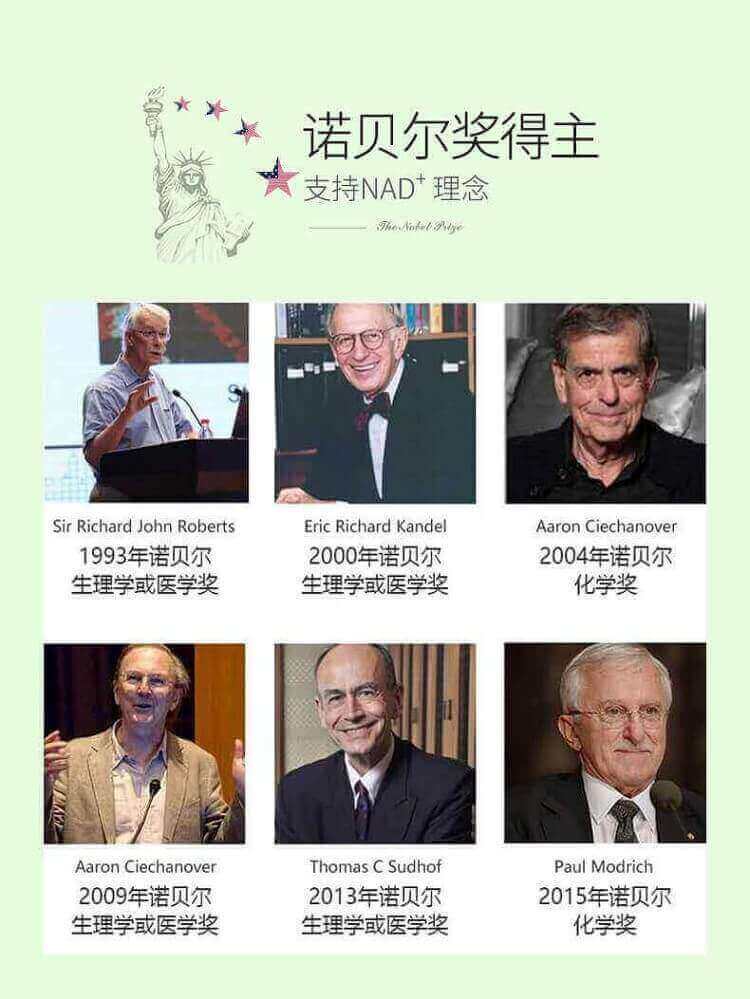 诺贝尔奖得主
支持NAD⁺ 理念
The Nobel Prize
Sir Richard John Roberts
1993年诺贝尔
生理学或医学奖
Eric Richard Kandel
2000年诺贝尔
生理学或医学奖
Aaron Ciechanover
2004年诺贝尔
化学奖
Aaron Ciechanover
2009年诺贝尔
生理学或医学奖
Thomas C Sudhof
2013年诺贝尔
生理学或医学奖
Paul Modrich
2015年诺贝尔
化学奖